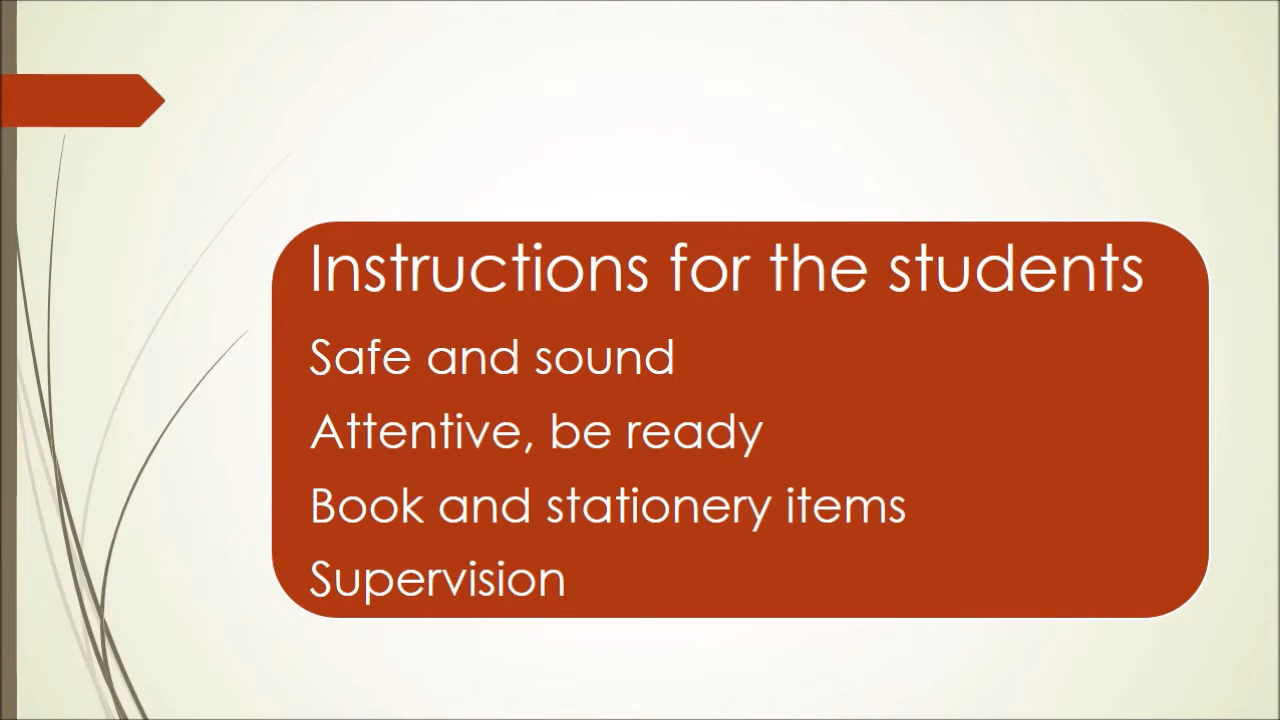 Instructions for the students
Safe and sound
Attentive, be ready
Book and stationery items
Supervision